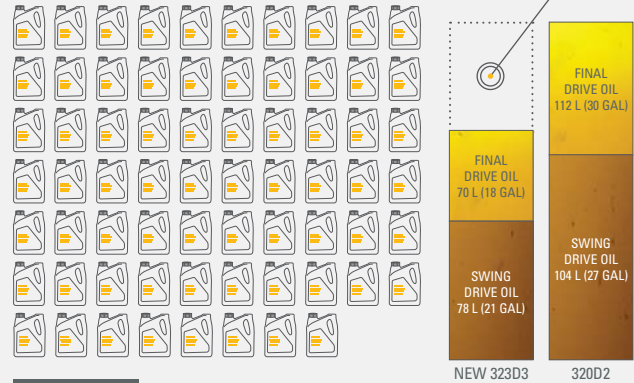 FINAL
DRIVE OIL
70 L (18 GAL)
SWING
DRIVE OIL
78 L (21 GAL)
NEW 323D3
FINAL
DRIVE OIL
112 L (30 GAL)
SWING
DRIVE OIL
104 L (27 GAL)
320D2